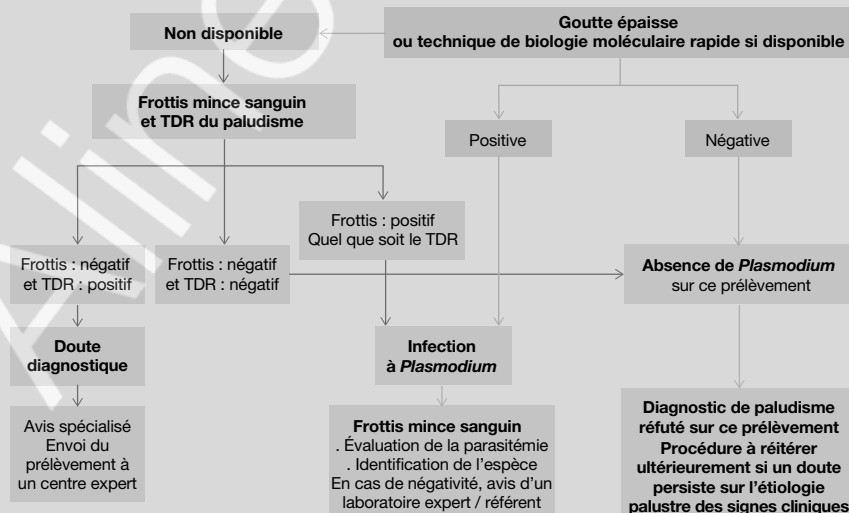 Goutte épaisse
ou technique de biologie moléculaire rapide si disponible
Non disponible
Frottis mince sanguin
et TDR du paludisme
Positive
Négative
Frottis : positif
Quel que soit le TDR
Frottis : négatif
et TDR : positif
Frottis : négatif
et TDR : négatif
Absence de Plasmodium
sur ce prélèvement
Doute
diagnostique
Infection
à Plasmodium
Avis spécialisé
Envoi du
prélèvement à
un centre expert
Frottis mince sanguin
. Évaluation de la parasitémie
. Identification de l’espèce
En cas de négativité, avis d’un
laboratoire expert / référent
Diagnostic de paludisme
réfuté sur ce prélèvement
Procédure à réitérer
ultérieurement si un doute
persiste sur l’étiologie
palustre des signes cliniques
Aline